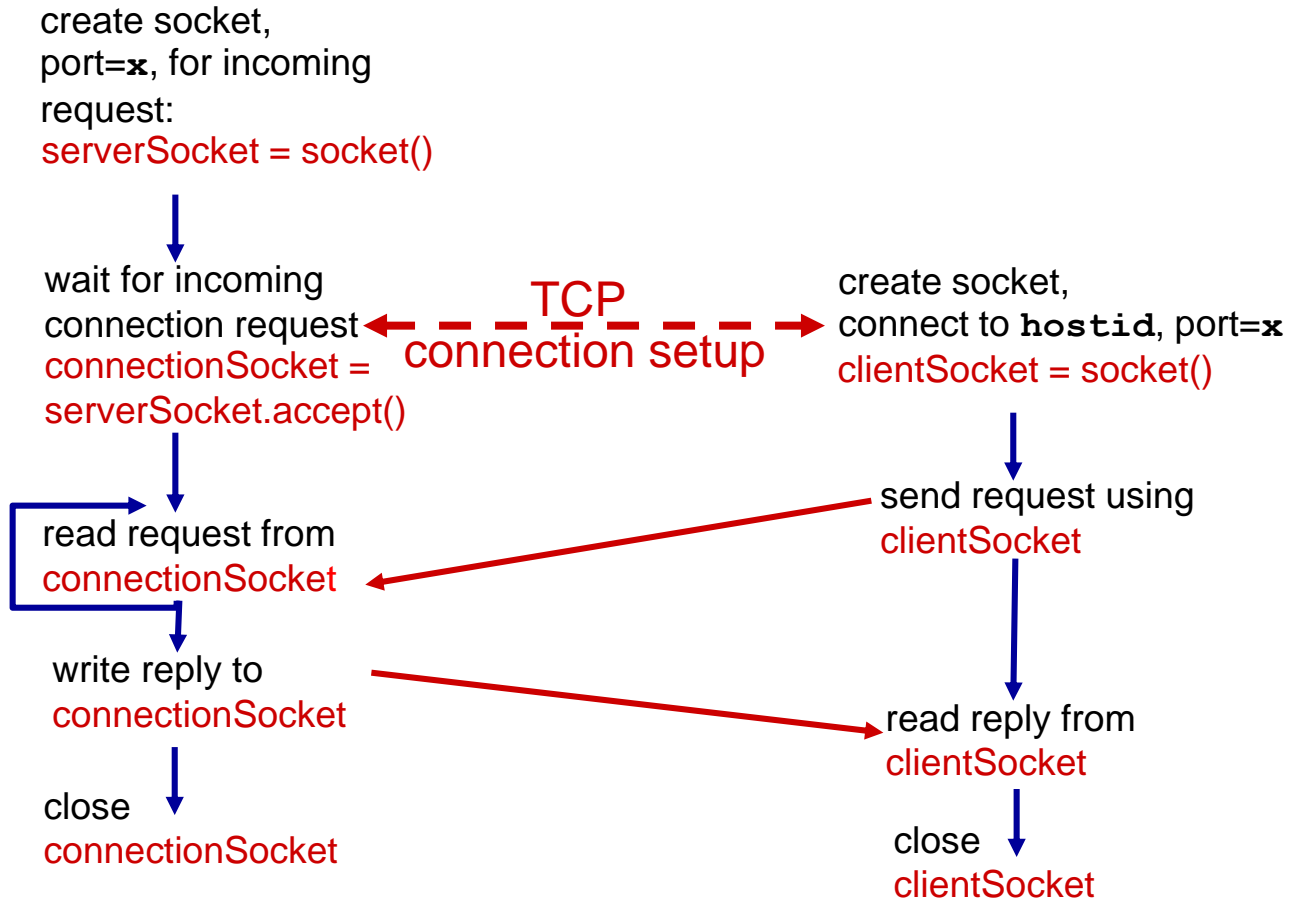 create socket,
port=x, for incoming
request:
serverSocket = socket()
wait for incoming
connection request
connectionSocket =
serverSocket.accept()
TCP
connection setup
create socket,
connect to hostid, port=x
clientSocket = socket()
read request from
connectionSocket
send request using
clientSocket
write reply to
connectionSocket
read reply from
clientSocket
close
connectionSocket
close
clientSocket